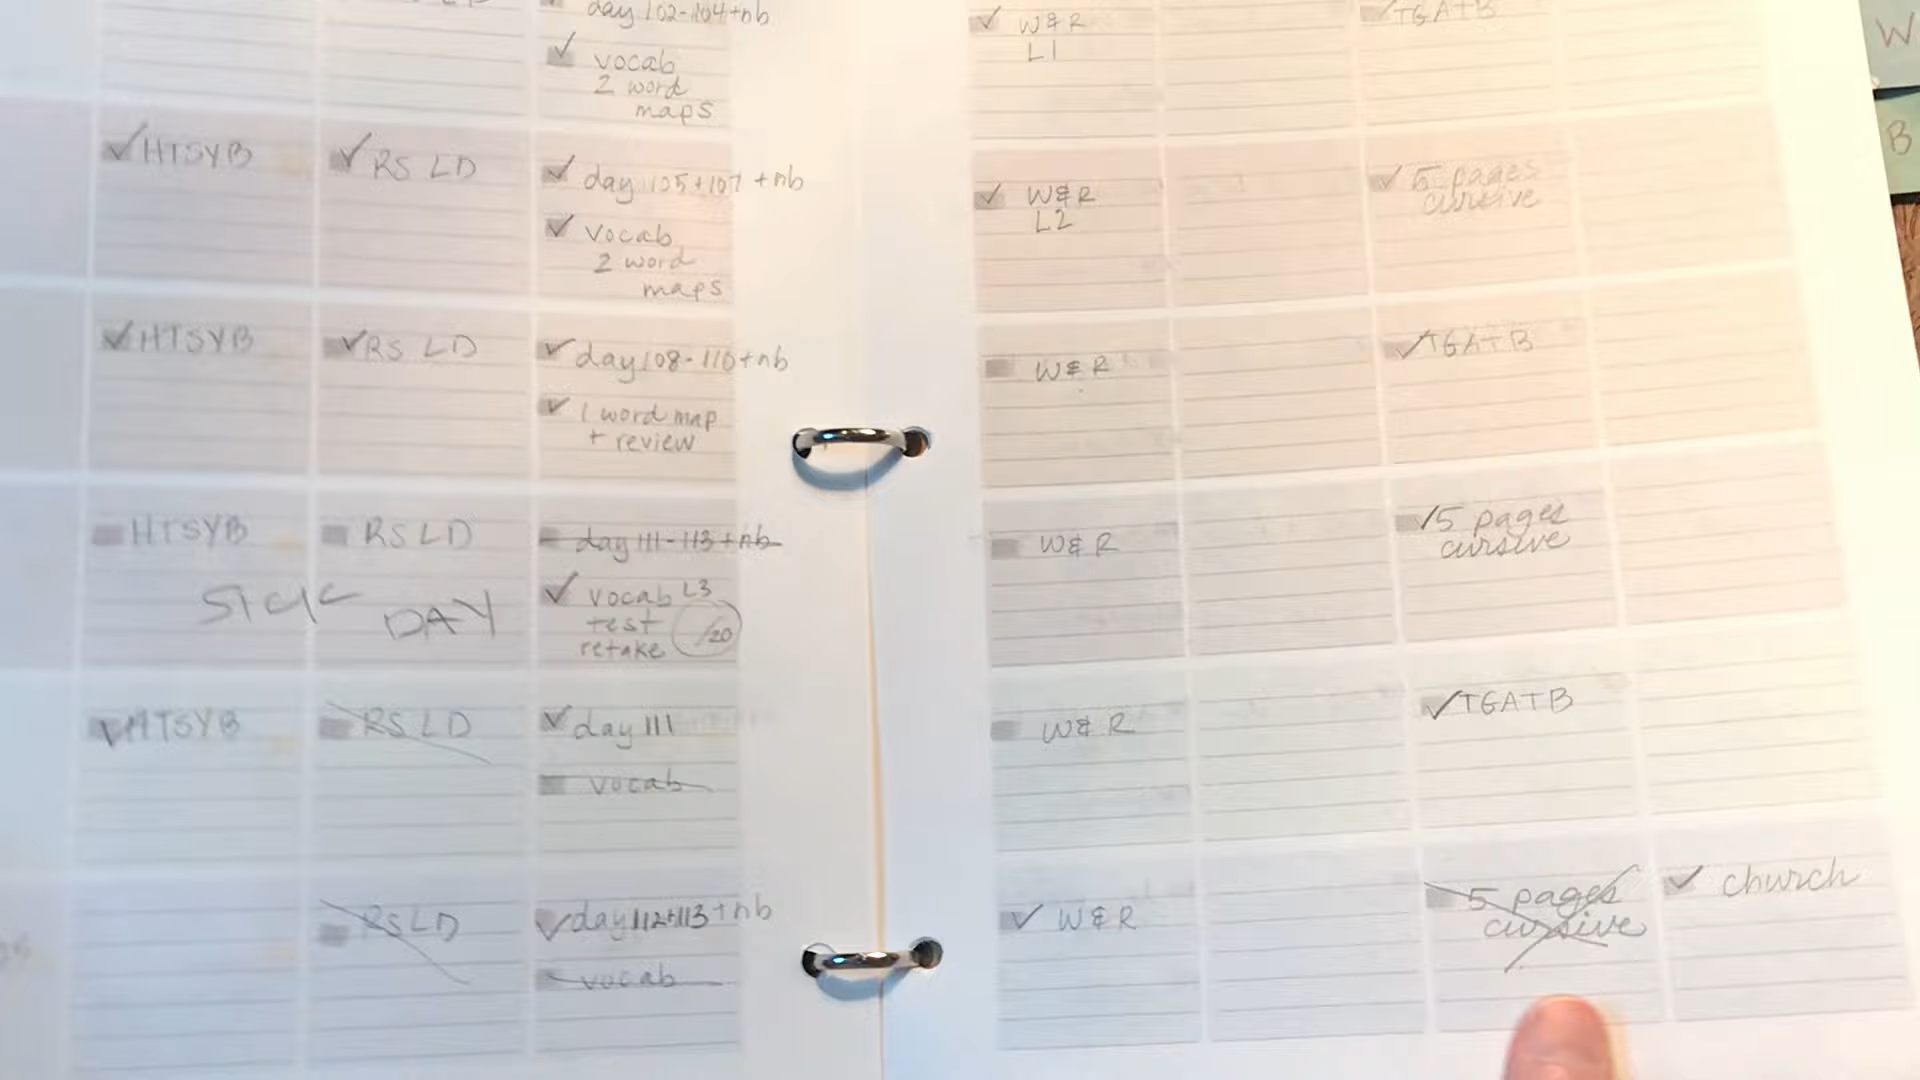 day 102-104+nb
vocab
2 word
maps
W & R
L1
TGATB
HTSYB
RS LD
day 105+107 +nb
vocab
2 word
maps
W & R
L2
5 pages
cursive
HTSYB
RS LD
day 108-110+nb
1 word map
+ review
W & R
TGATB
HTSYB
RS LD
SICK DAY
day 111-113+nb
vocab L3
test
retake /20
W & R
5 pages
cursive
HTSYB
RS LD
day 111
vocab
W & R
TGATB
RS LD
day 112+113+nb
vocab
W & R
5 pages
cursive
church
W
B